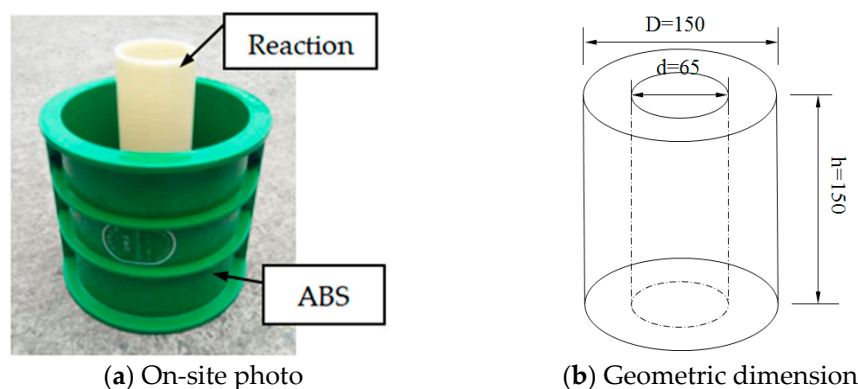 Reaction
ABS
(a) On-site photo
D=150
d=65
h=150
(b) Geometric dimension